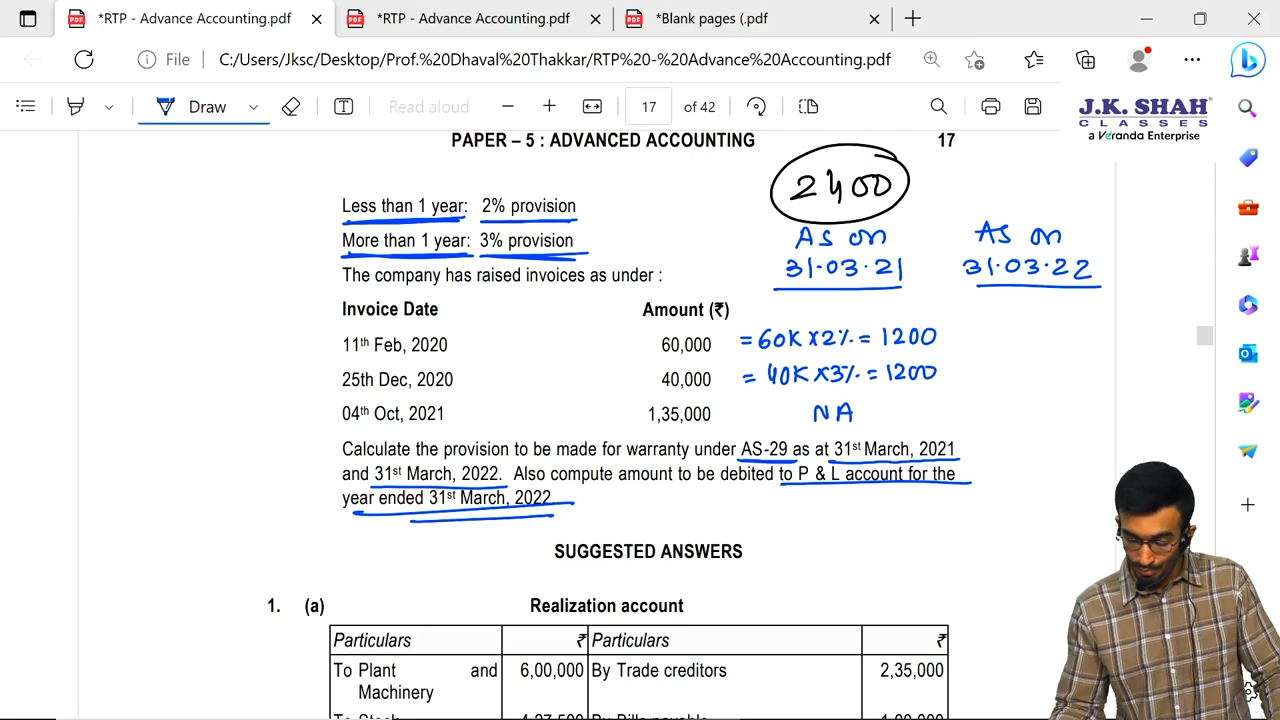 *RTP - Advance Accounting.pdf
*RTP - Advance Accounting.pdf
*Blank pages (.pdf
File
C:/Users/Jksc/Desktop/Prof.%20Dhaval%20Thakkar/RTP%20-%20Advance%20Accounting.pdf
Draw
Read aloud
17
of 42
J.K. SHAH®
CLASSES
a Veranda Enterprise
PAPER – 5 : ADVANCED ACCOUNTING 17
2400
Less than 1 year: 2% provision
More than 1 year: 3% provision
As on As on
31.03.21 31.03.22
The company has raised invoices as under :
Invoice Date Amount (₹)
11th Feb, 2020 60,000 = 60K x 2% = 1200
25th Dec, 2020 40,000 = 40K x 3% = 1200
04th Oct, 2021 1,35,000 NA
Calculate the provision to be made for warranty under AS-29 as at 31st March, 2021
and 31st March, 2022. Also compute amount to be debited to P & L account for the
year ended 31st March, 2022
SUGGESTED ANSWERS
1. (a) Realization account
Particulars ₹ Particulars ₹
To Plant and 6,00,000 By Trade creditors 2,35,000
Machinery